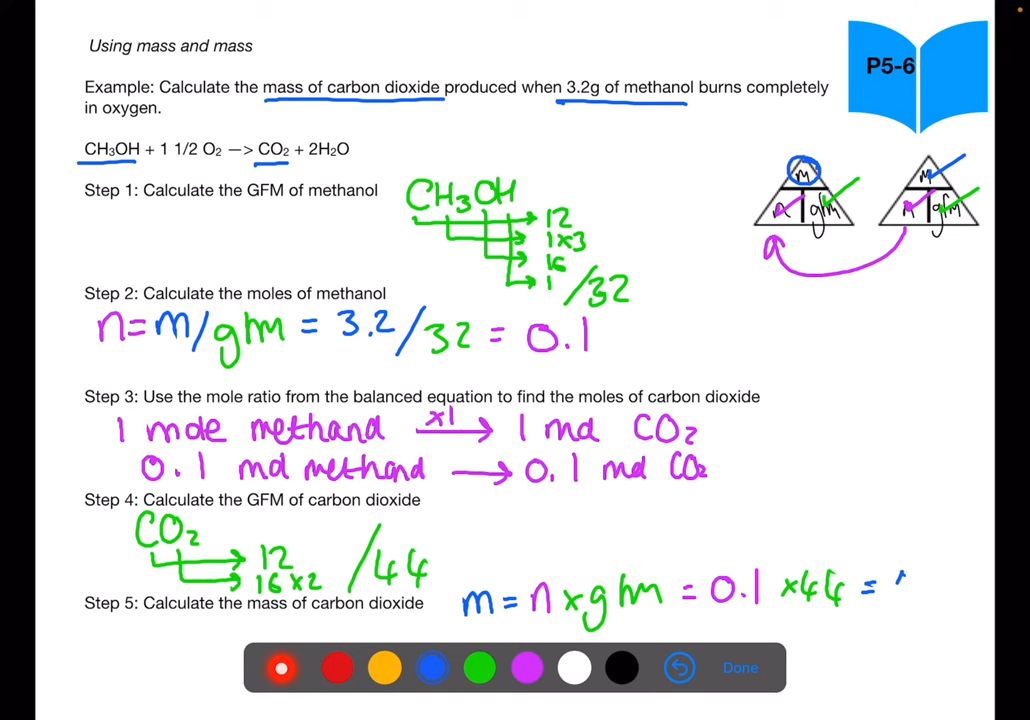 Using mass and mass
P5-6
Example: Calculate the mass of carbon dioxide produced when 3.2g of methanol burns completely
in oxygen.
CH₃OH + 1 1/2 O₂ —> CO₂ + 2H₂O
m
n gfm
m
n gfm
Step 1: Calculate the GFM of methanol
CH₃OH
12
1×3
16
1 /32
Step 2: Calculate the moles of methanol
n = m/gfm = 3.2/32 = 0.1
Step 3: Use the mole ratio from the balanced equation to find the moles of carbon dioxide
1 mole methanol ×1 → 1 mol CO₂
0.1 mol methanol → 0.1 mol CO₂
Step 4: Calculate the GFM of carbon dioxide
CO₂
12
16×2 /44
Step 5: Calculate the mass of carbon dioxide
m = n × gfm = 0.1 × 44 =
Done